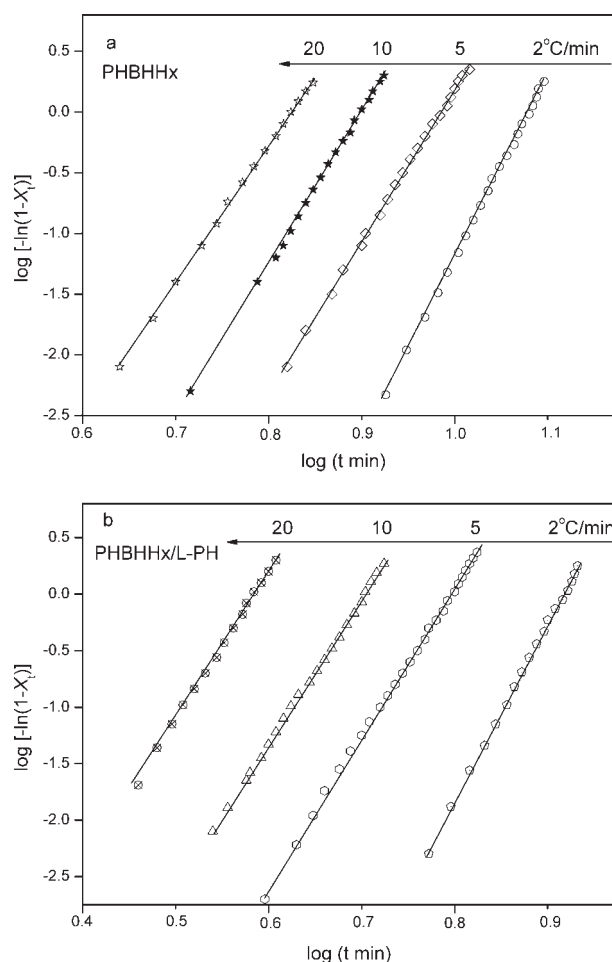 a
20 10 5 2°C/min
PHBHHx
0.5
0.0
-0.5
-1.0
-1.5
-2.0
-2.5
log [-ln(1-Xt)]
0.6 0.7 0.8 0.9 1.0 1.1
log (t min)
b
20 10 5 2°C/min
PHBHHx/L-PH
0.5
0.0
-0.5
-1.0
-1.5
-2.0
-2.5
log [-ln(1-Xt)]
0.4 0.5 0.6 0.7 0.8 0.9
log (t min)